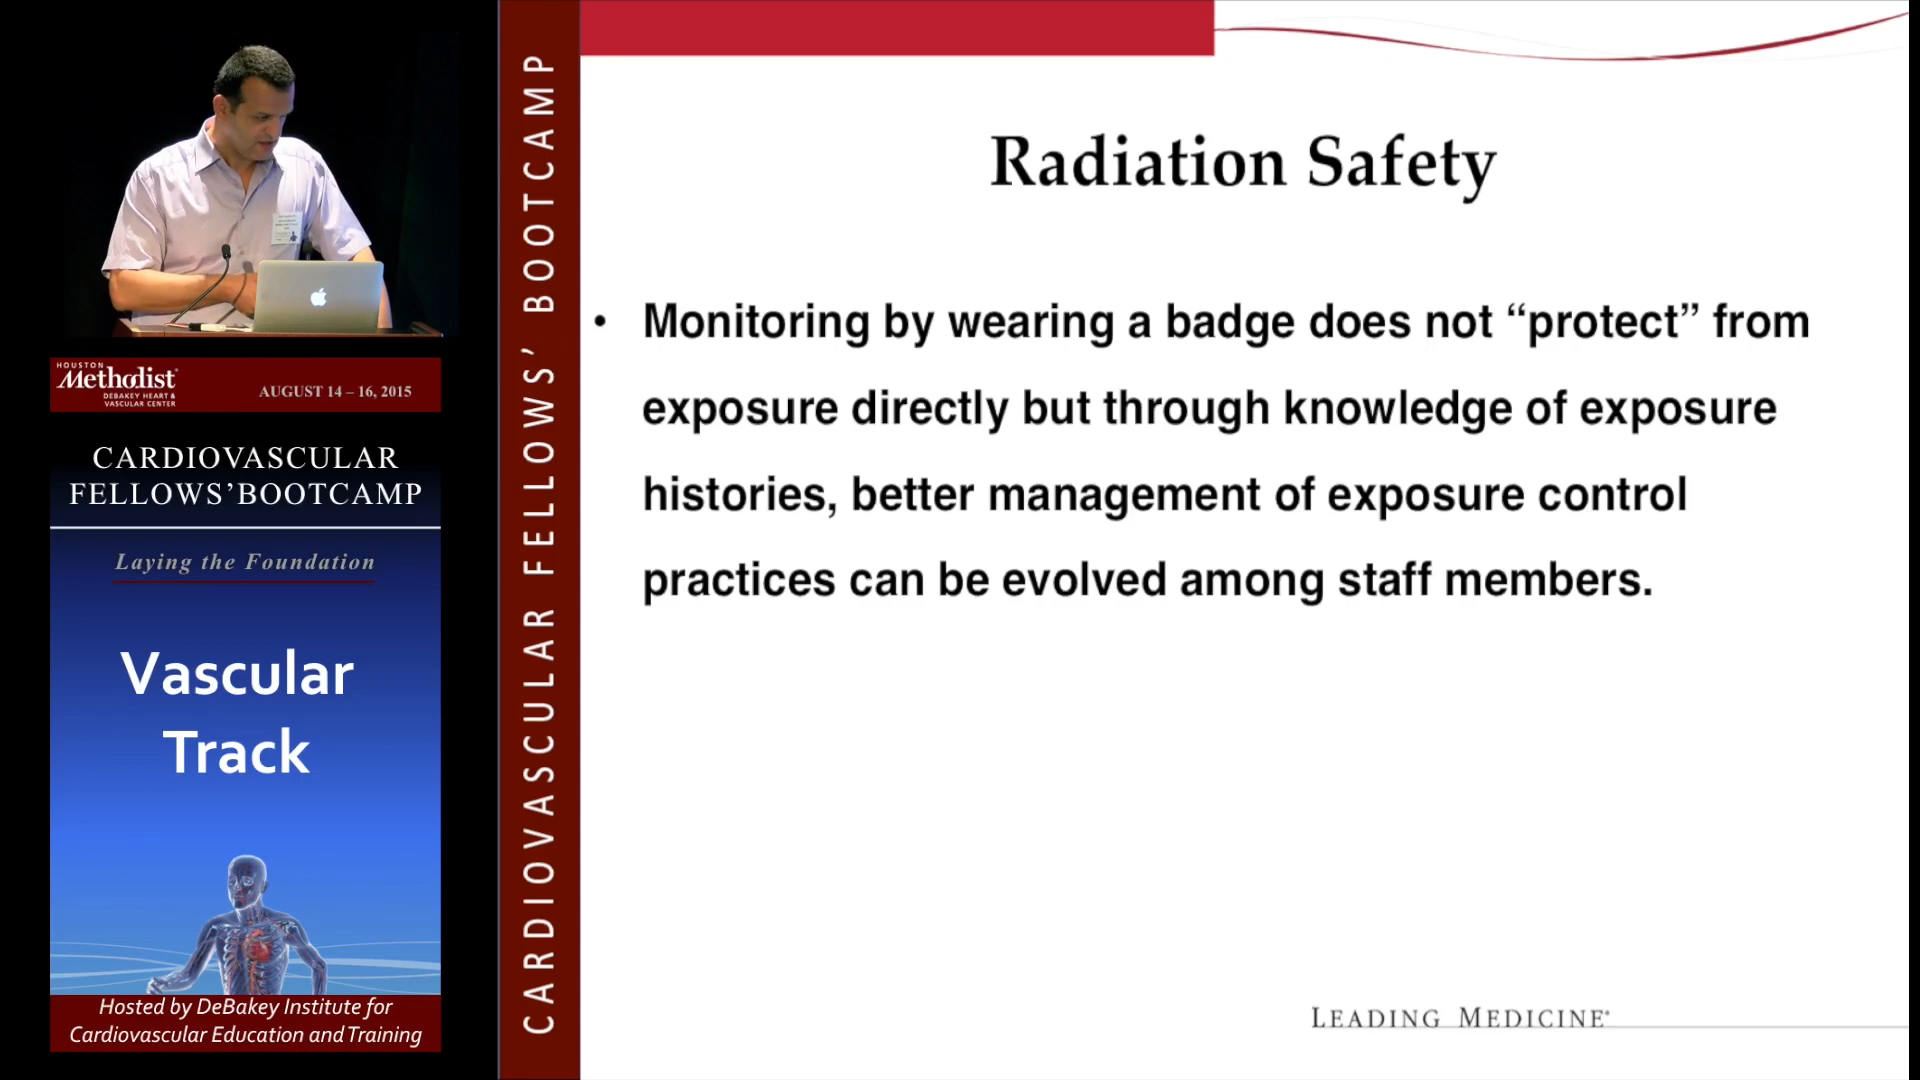 HOUSTON
Methodist
DEBAKEY HEART &
VASCULAR CENTER
AUGUST 14 – 16, 2015
CARDIOVASCULAR
FELLOWS’BOOTCAMP
Laying the Foundation
Vascular
Track
Hosted by DeBakey Institute for
Cardiovascular Education and Training
CARDIOVASCULAR FELLOWS’ BOOTCAMP
Radiation Safety
• Monitoring by wearing a badge does not “protect” from
exposure directly but through knowledge of exposure
histories, better management of exposure control
practices can be evolved among staff members.
LEADING MEDICINE